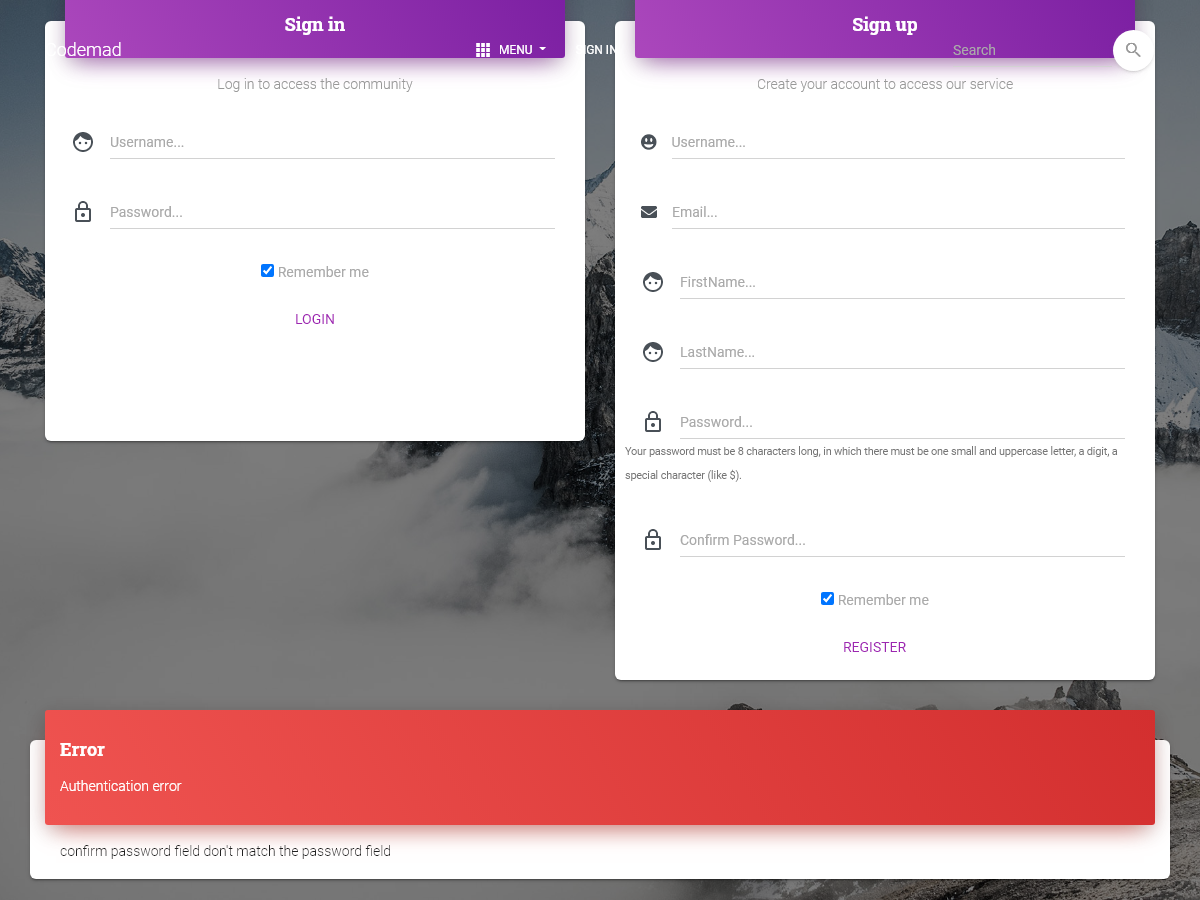 Sign in
Sign up
odemad
MENU
GN IN
Search
Log in to access the community
Username...
Password...
Remember me
LOGIN
Create your account to access our service
Username...
Email...
FirstName...
LastName...
Password...
Your password must be 8 characters long, in which there must be one small and uppercase letter, a digit, a
special character (like $).
Confirm Password...
Remember me
REGISTER
Error
Authentication error
confirm password field don't match the password field